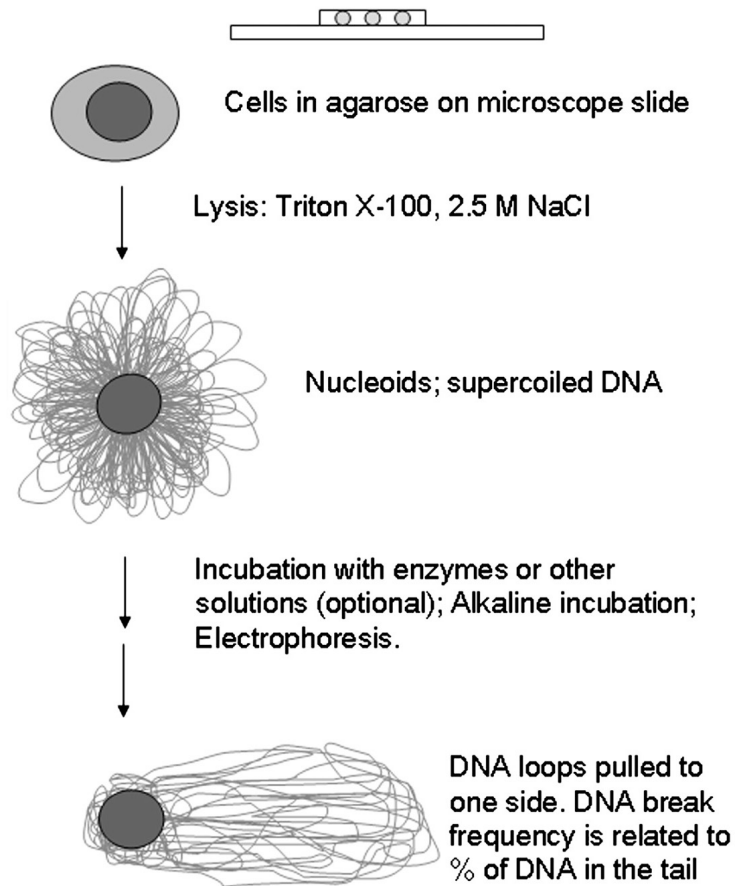 Cells in agarose on microscope slide
Lysis: Triton X-100, 2.5 M NaCl
Nucleoids; supercoiled DNA
Incubation with enzymes or other
solutions (optional); Alkaline incubation;
Electrophoresis.
DNA loops pulled to
one side. DNA break
frequency is related to
% of DNA in the tail